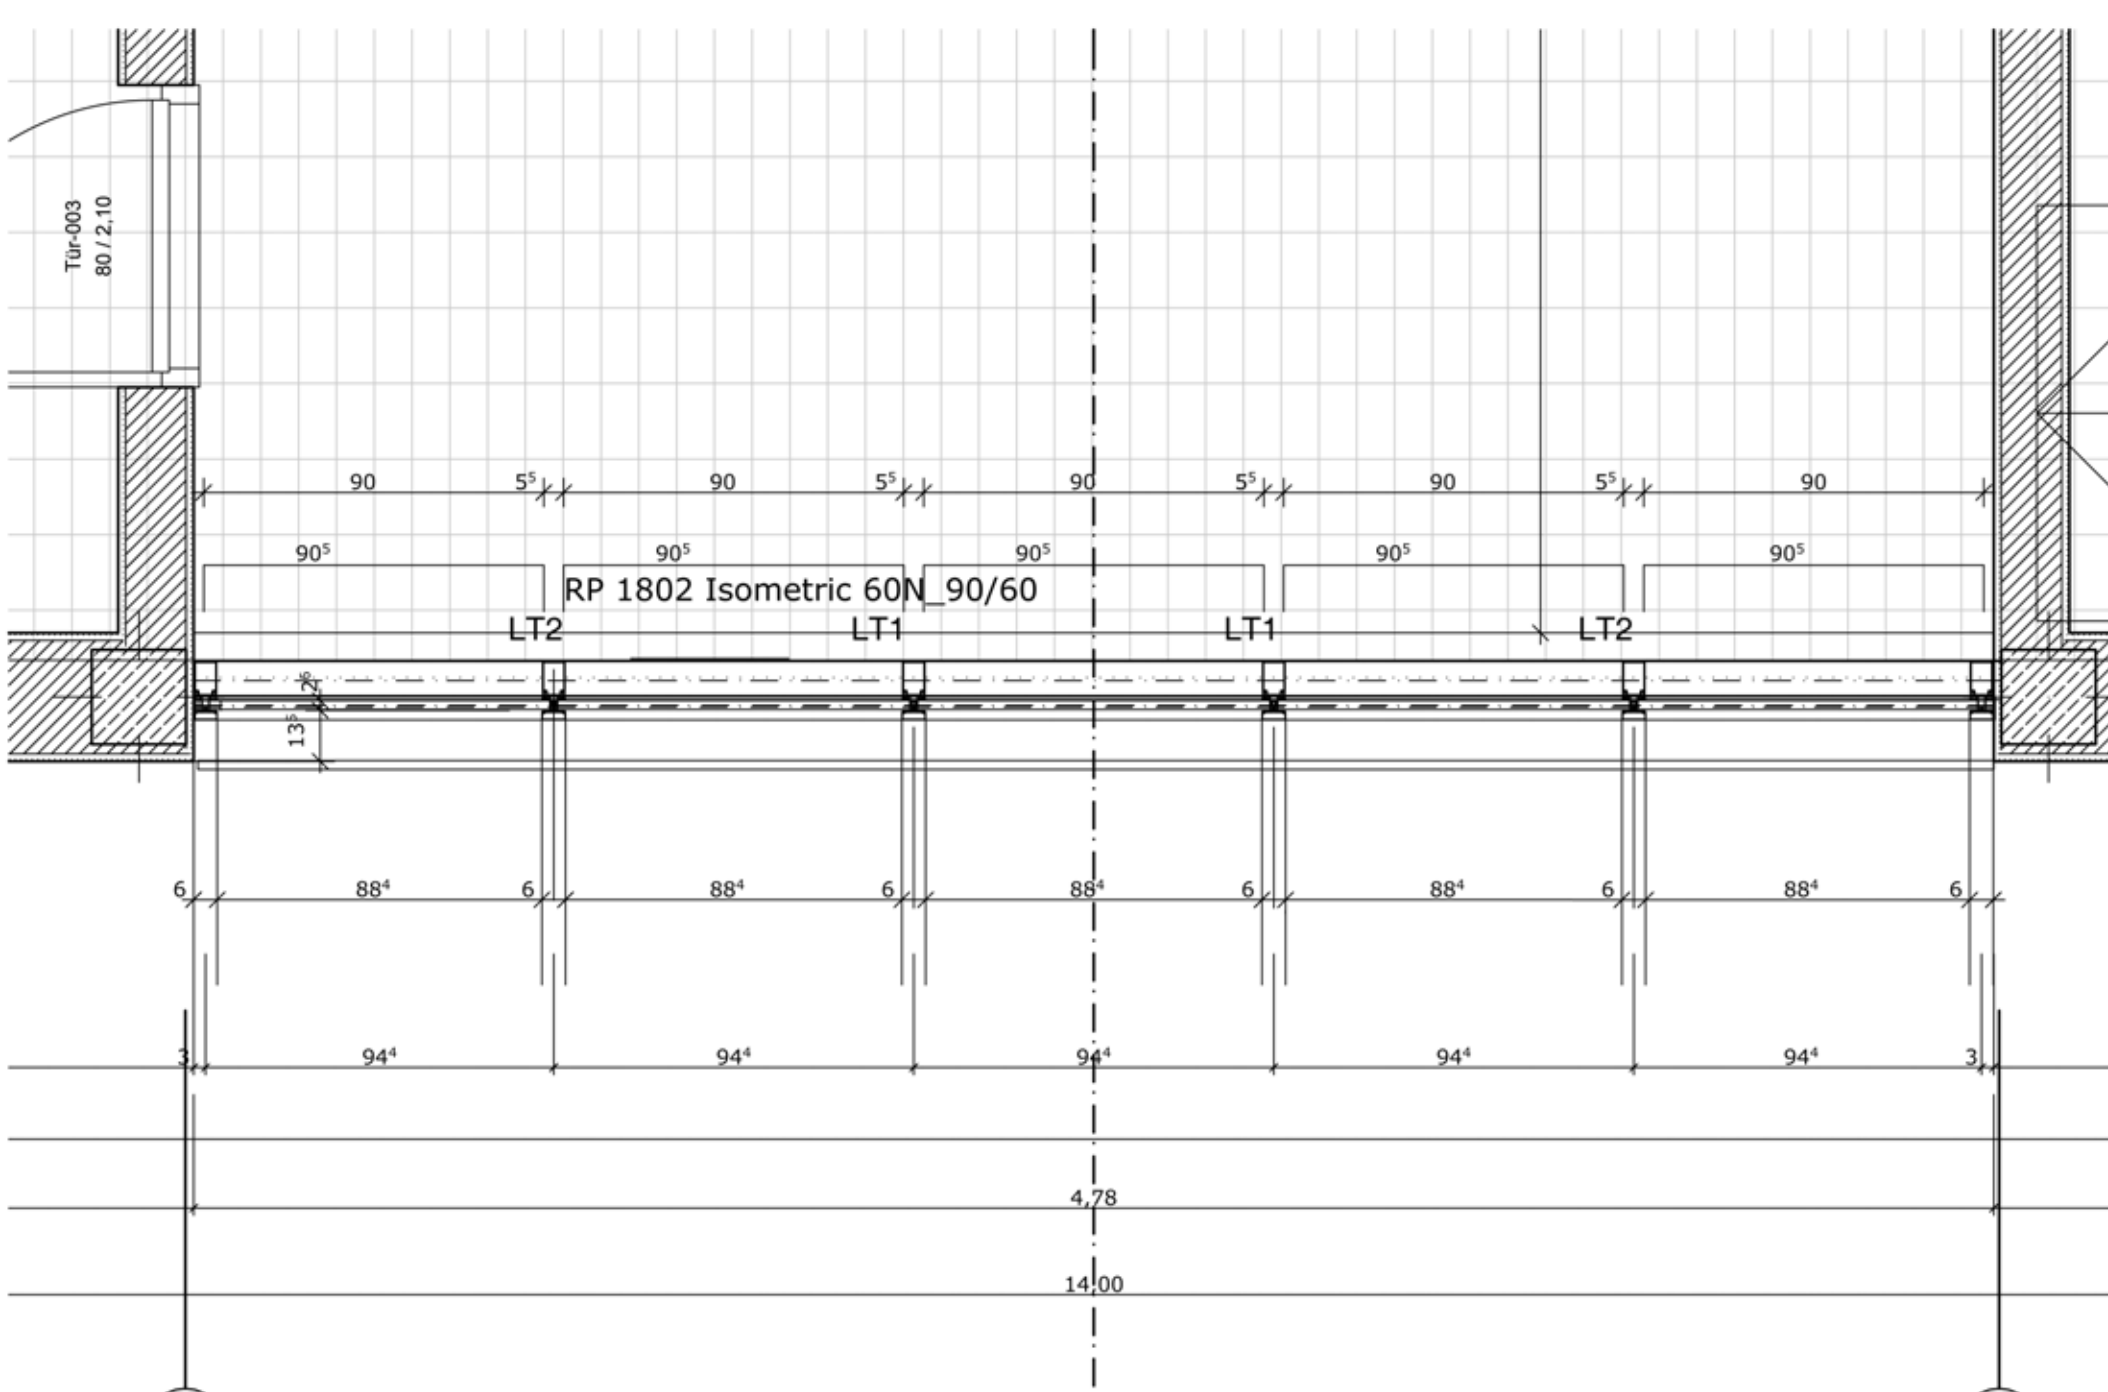 Tür-003
80 / 2,10
90 5⁵ 90 5⁵ 90 5⁵ 90 5⁵ 90
90⁵ 90⁵ 90⁵ 90⁵ 90⁵
RP 1802 Isometric 60N_90/60
LT2 LT1 LT1 LT2
13⁵
6 88⁴ 6 88⁴ 6 88⁴ 6 88⁴ 6 88⁴ 6
3 94⁴ 94⁴ 94⁴ 94⁴ 94⁴ 3
4,78
14,00